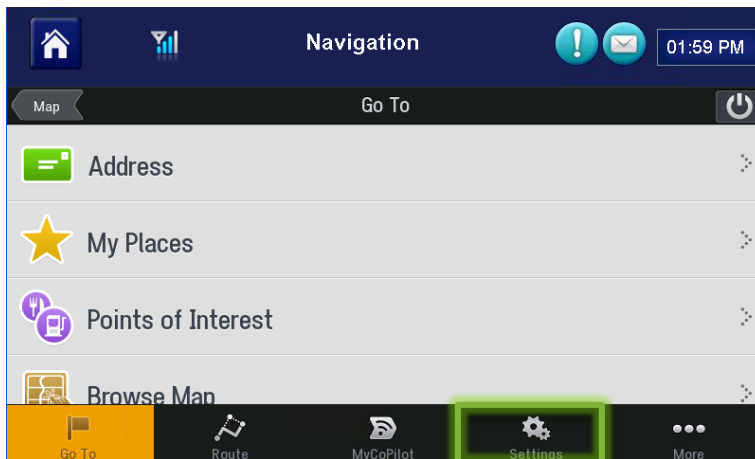 Navigation
01:59 PM
Map
Go To
Address
My Places
Points of Interest
Browse Map
Go To
Route
MyCoPilot
Settings
More